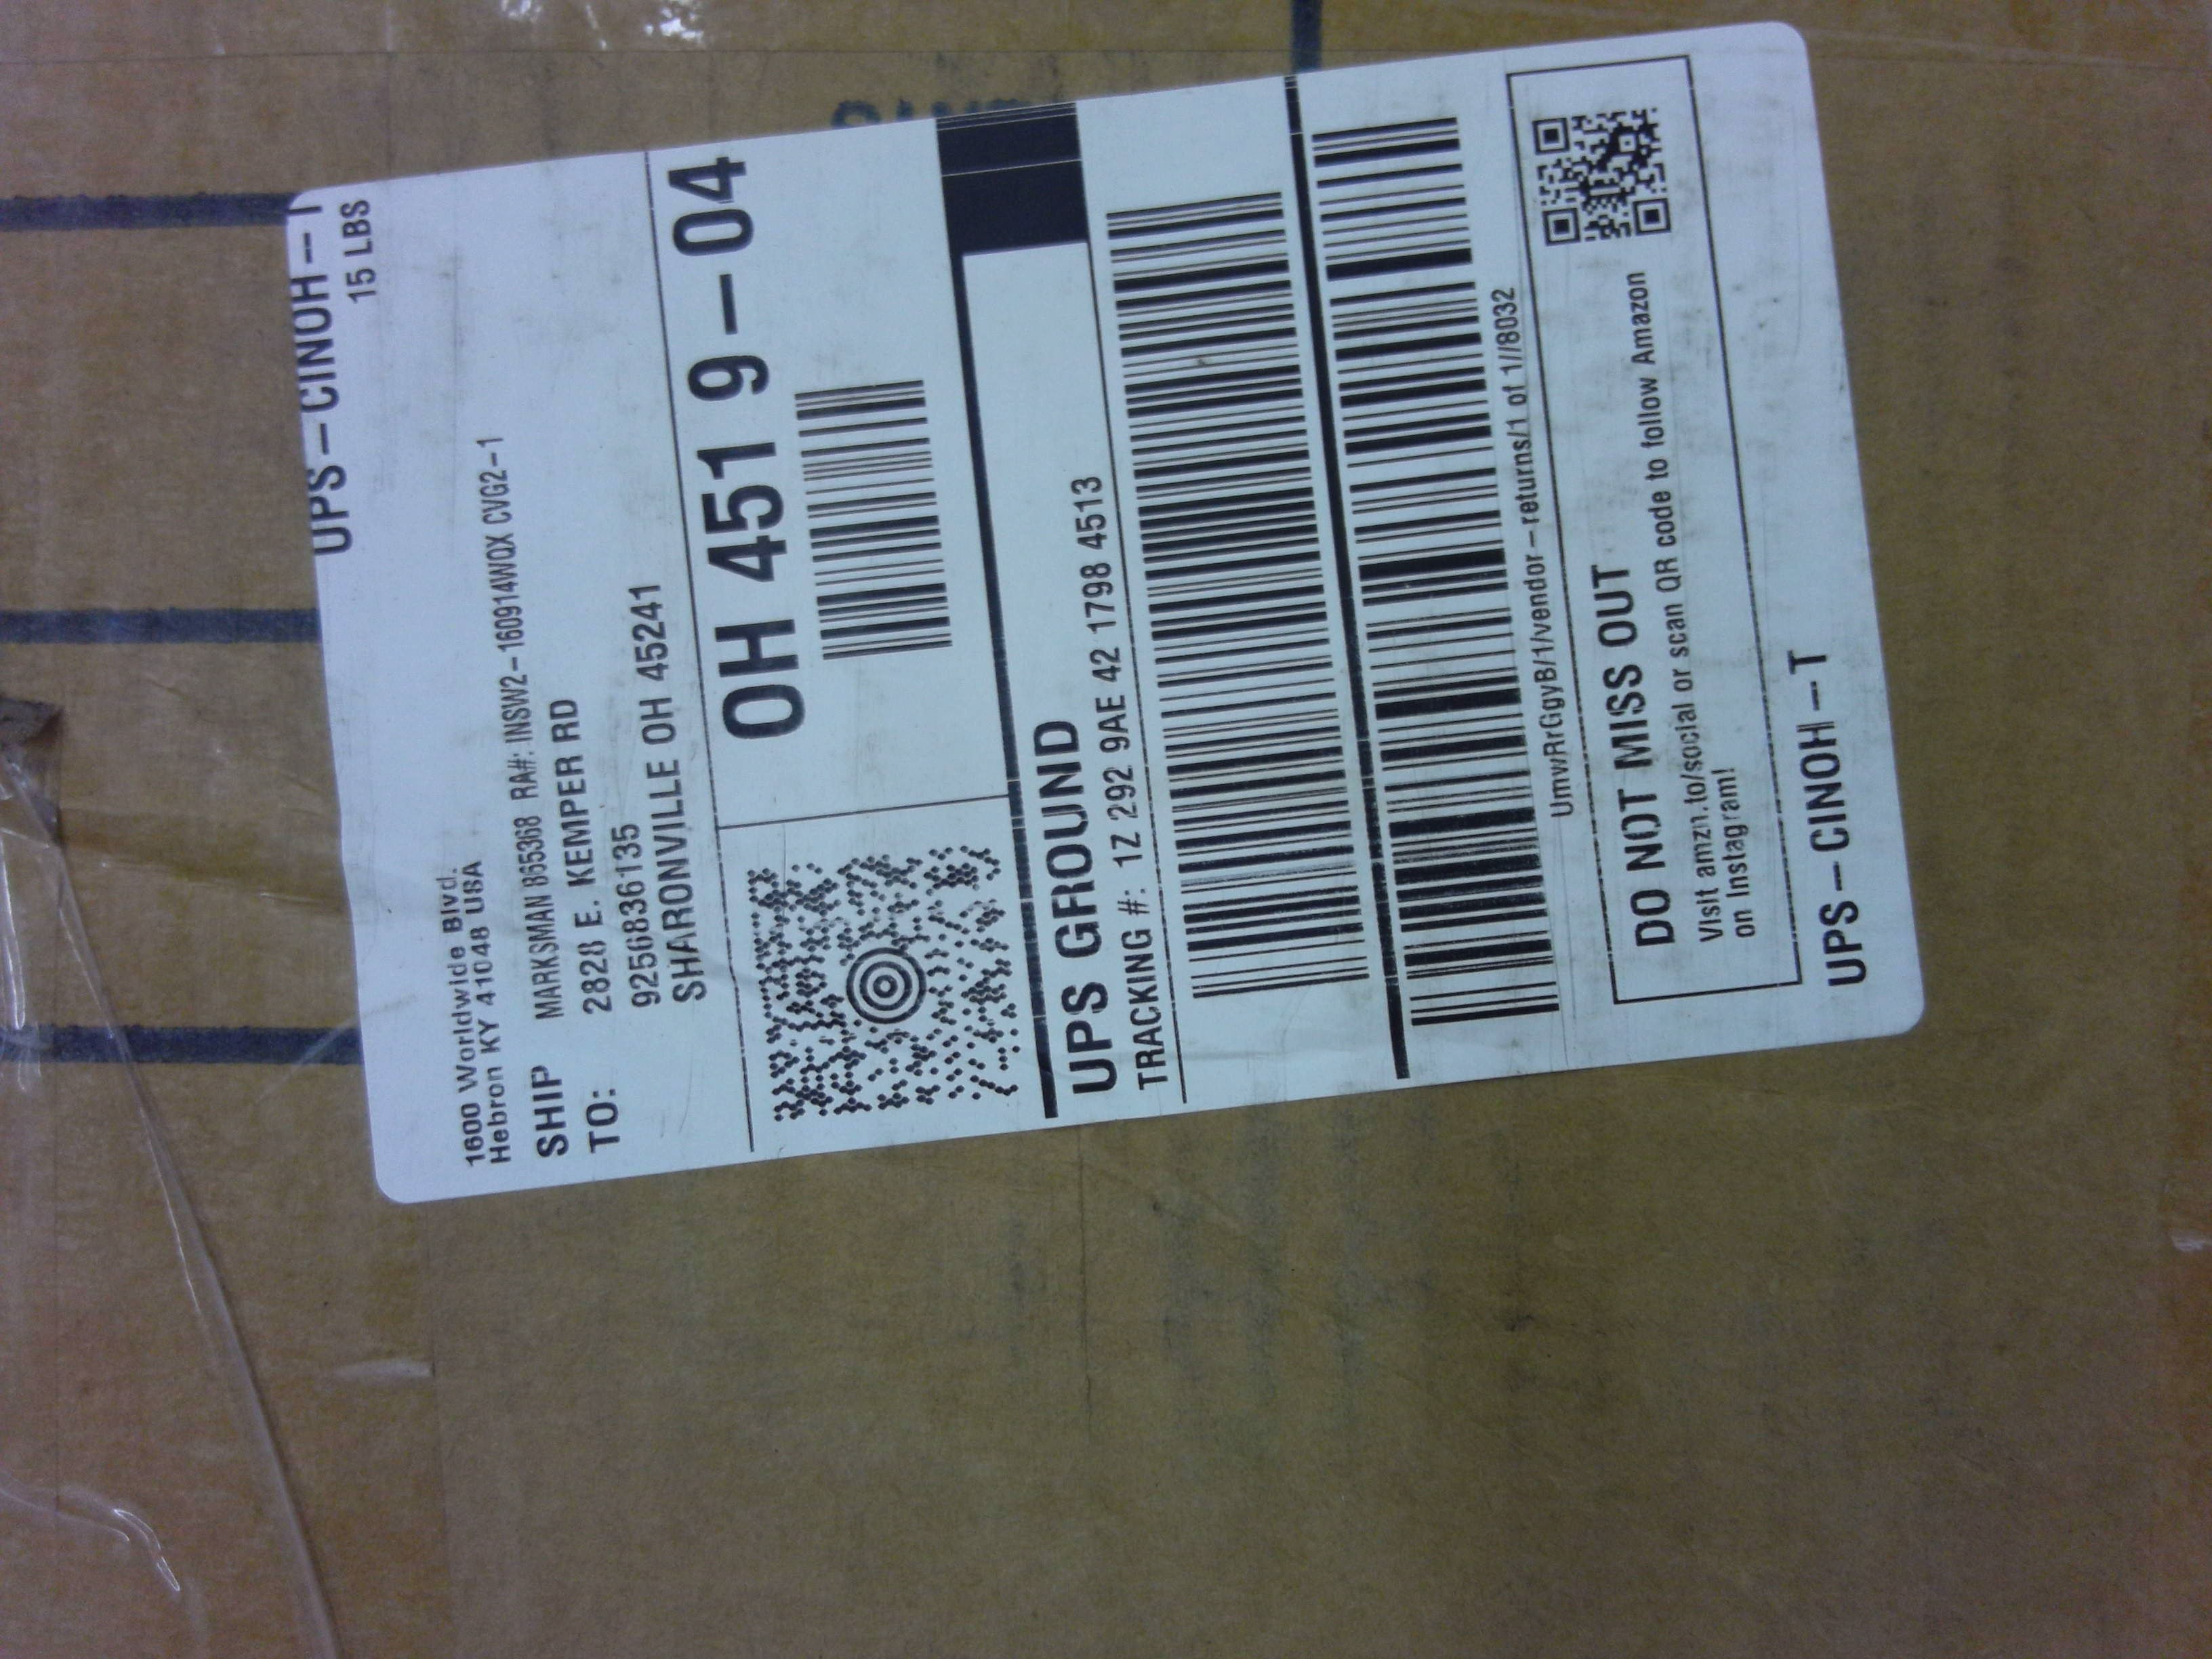 UPS-CINOH-T
15 LBS
1600 Worldwide Blvd.
Hebron KY 41048 USA
SHIP TO:
MARKSMAN 865368 RA#: INSW2-160914WQX CVG2-1
2828 E. KEMPER RD
9256836135
SHARONVILLE OH 45241
OH 451 9-04
UPS GROUND
TRACKING #: 1Z 292 9AE 42 1798 4513
UmwRrGgyB/1/vendor-returns/1 of 1//8032
DO NOT MISS OUT
Visit amzn.to/social or scan QR code to follow Amazon
on Instagram!
UPS-CINOH-T